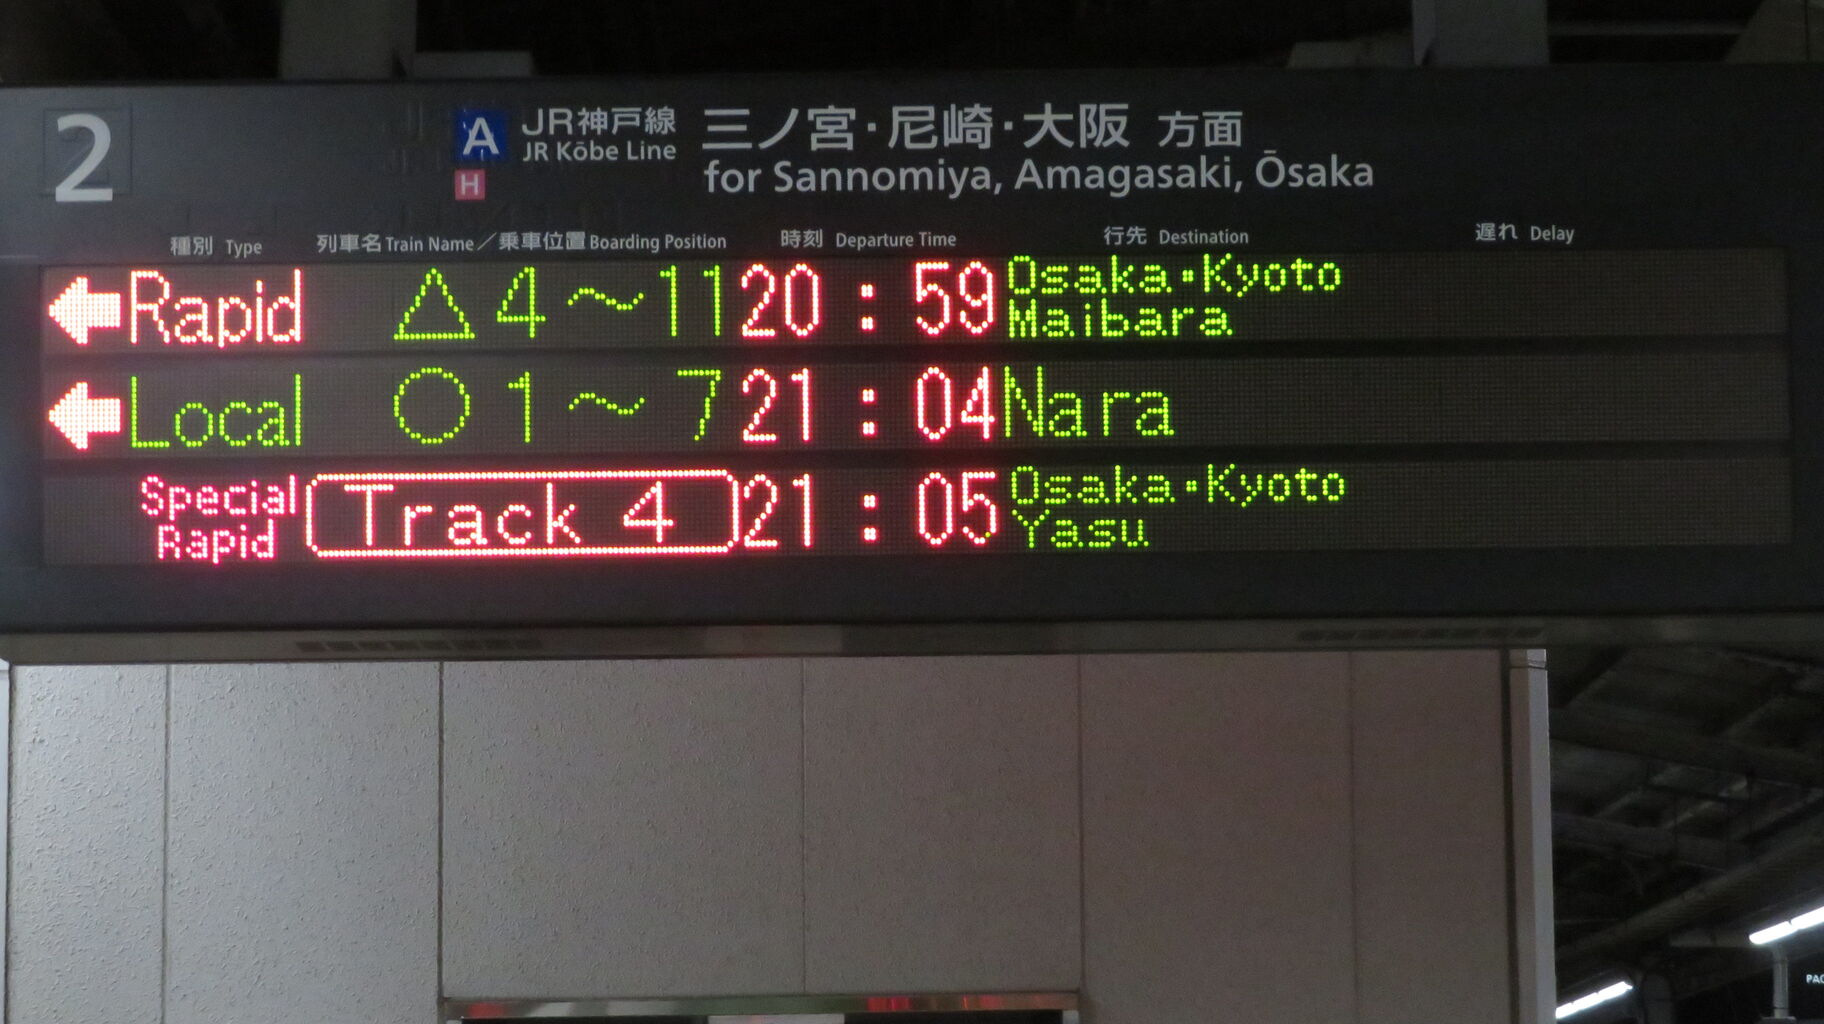 2
A JR神戸線 三ノ宮・尼崎・大阪 方面
H JR Kōbe Line for Sannomiya, Amagasaki, Ōsaka
種別 Type 列車名 Train Name／乗車位置 Boarding Position 時刻 Departure Time 行先 Destination 遅れ Delay
← Rapid △ 4～11 20:59 Osaka・Kyoto
Maibara
← Local ○ 1～ 7 21:04 Nara
Special
Rapid Track 4 21:05 Osaka・Kyoto
Yasu